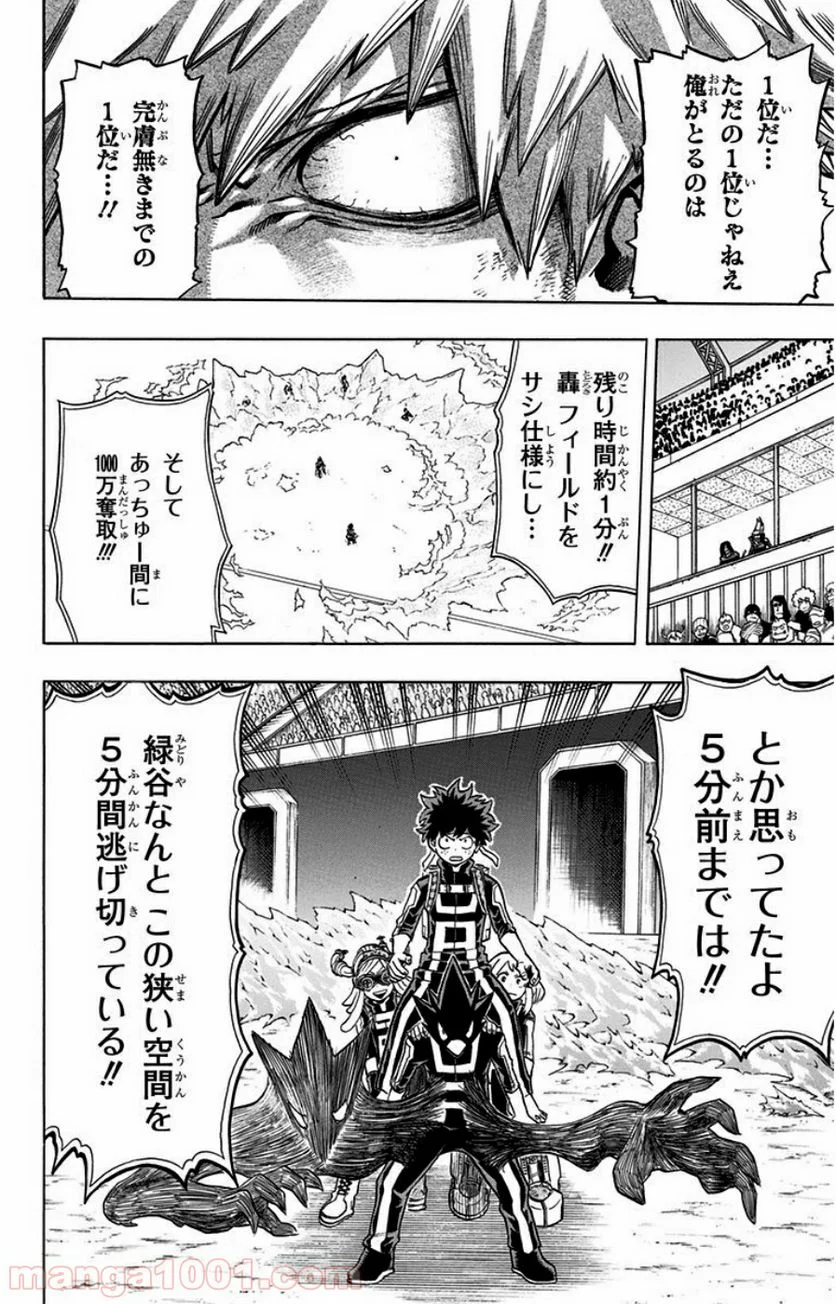 1位だ…
ただの1位じゃねえ
俺がとるのは
完膚無きまでの
1位だ…!!
残り時間約1分!!
轟 フィールドを
サシ仕様にし…
そして
あっちゅー間に
1000万奪取!!!
とか思ってたよ
5分前までは!!
緑谷なんと この狭い空間を
5分間逃げ切っている!!
manga1001.com